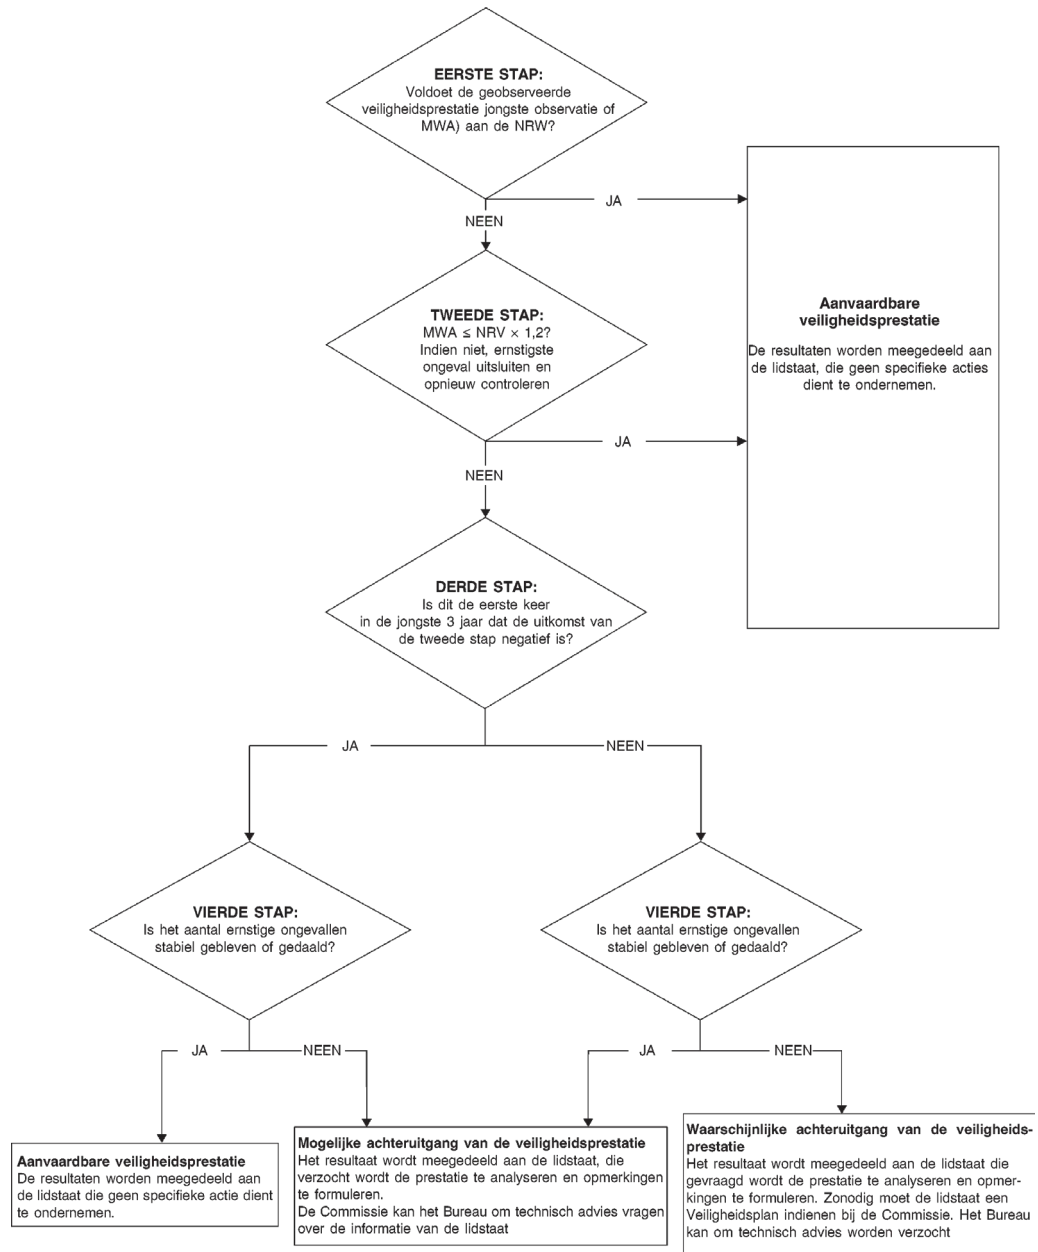 EERSTE STAP:
Voldoet de geobserveerde
veiligheidsprestatie jongste observatie of
MWA) aan de NRW?
JA
NEEN
TWEEDE STAP:
MWA ≤ NRV × 1,2?
Indien niet, ernstigste
ongeval uitsluiten en
opnieuw controleren
Aanvaardbare
veiligheidsprestatie
De resultaten worden meegedeeld aan
de lidstaat, die geen specifieke acties
dient te ondernemen.
JA
NEEN
DERDE STAP:
Is dit de eerste keer
in de jongste 3 jaar dat de uitkomst van
de tweede stap negatief is?
JA
NEEN
VIERDE STAP:
Is het aantal ernstige ongevallen
stabiel gebleven of gedaald?
VIERDE STAP:
Is het aantal ernstige ongevallen
stabiel gebleven of gedaald?
JA
NEEN
JA
NEEN
Aanvaardbare veiligheidsprestatie
De resultaten worden meegedeeld aan
de lidstaat die geen specifieke actie dient
te ondernemen.
Mogelijke achteruitgang van de veiligheidsprestatie
Het resultaat wordt meegedeeld aan de lidstaat, die
verzocht wordt de prestatie te analyseren en opmerkingen
te formuleren.
De Commissie kan het Bureau om technisch advies vragen
over de informatie van de lidstaat
Waarschijnlijke achteruitgang van de veiligheids-
prestatie
Het resultaat wordt meegedeeld aan de lidstaat die
gevraagd wordt de prestatie te analyseren en opmer-
kingen te formuleren. Zonodig moet de lidstaat een
Veiligheidsplan indienen bij de Commissie. Het Bureau
kan om technisch advies worden verzocht